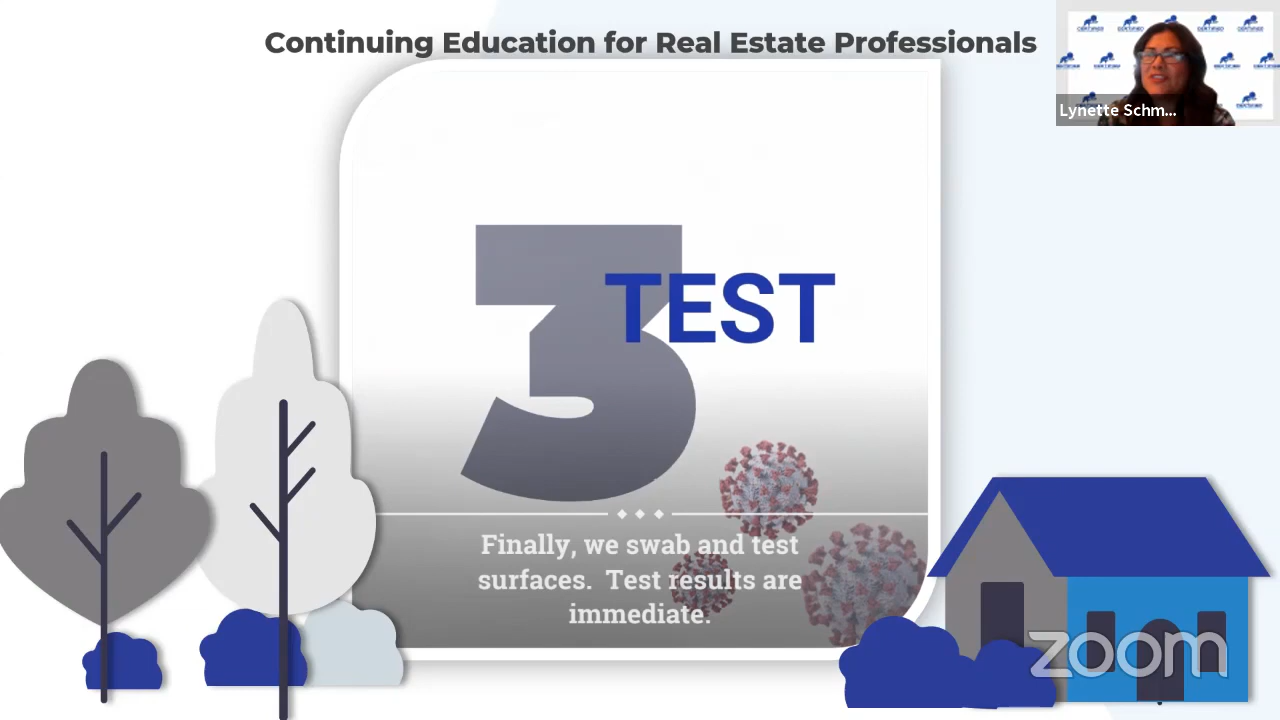 Continuing Education for Real Estate Professionals
Lynette Schm...
3
TEST
Finally, we swab and test
surfaces.  Test results are
immediate.
zoom